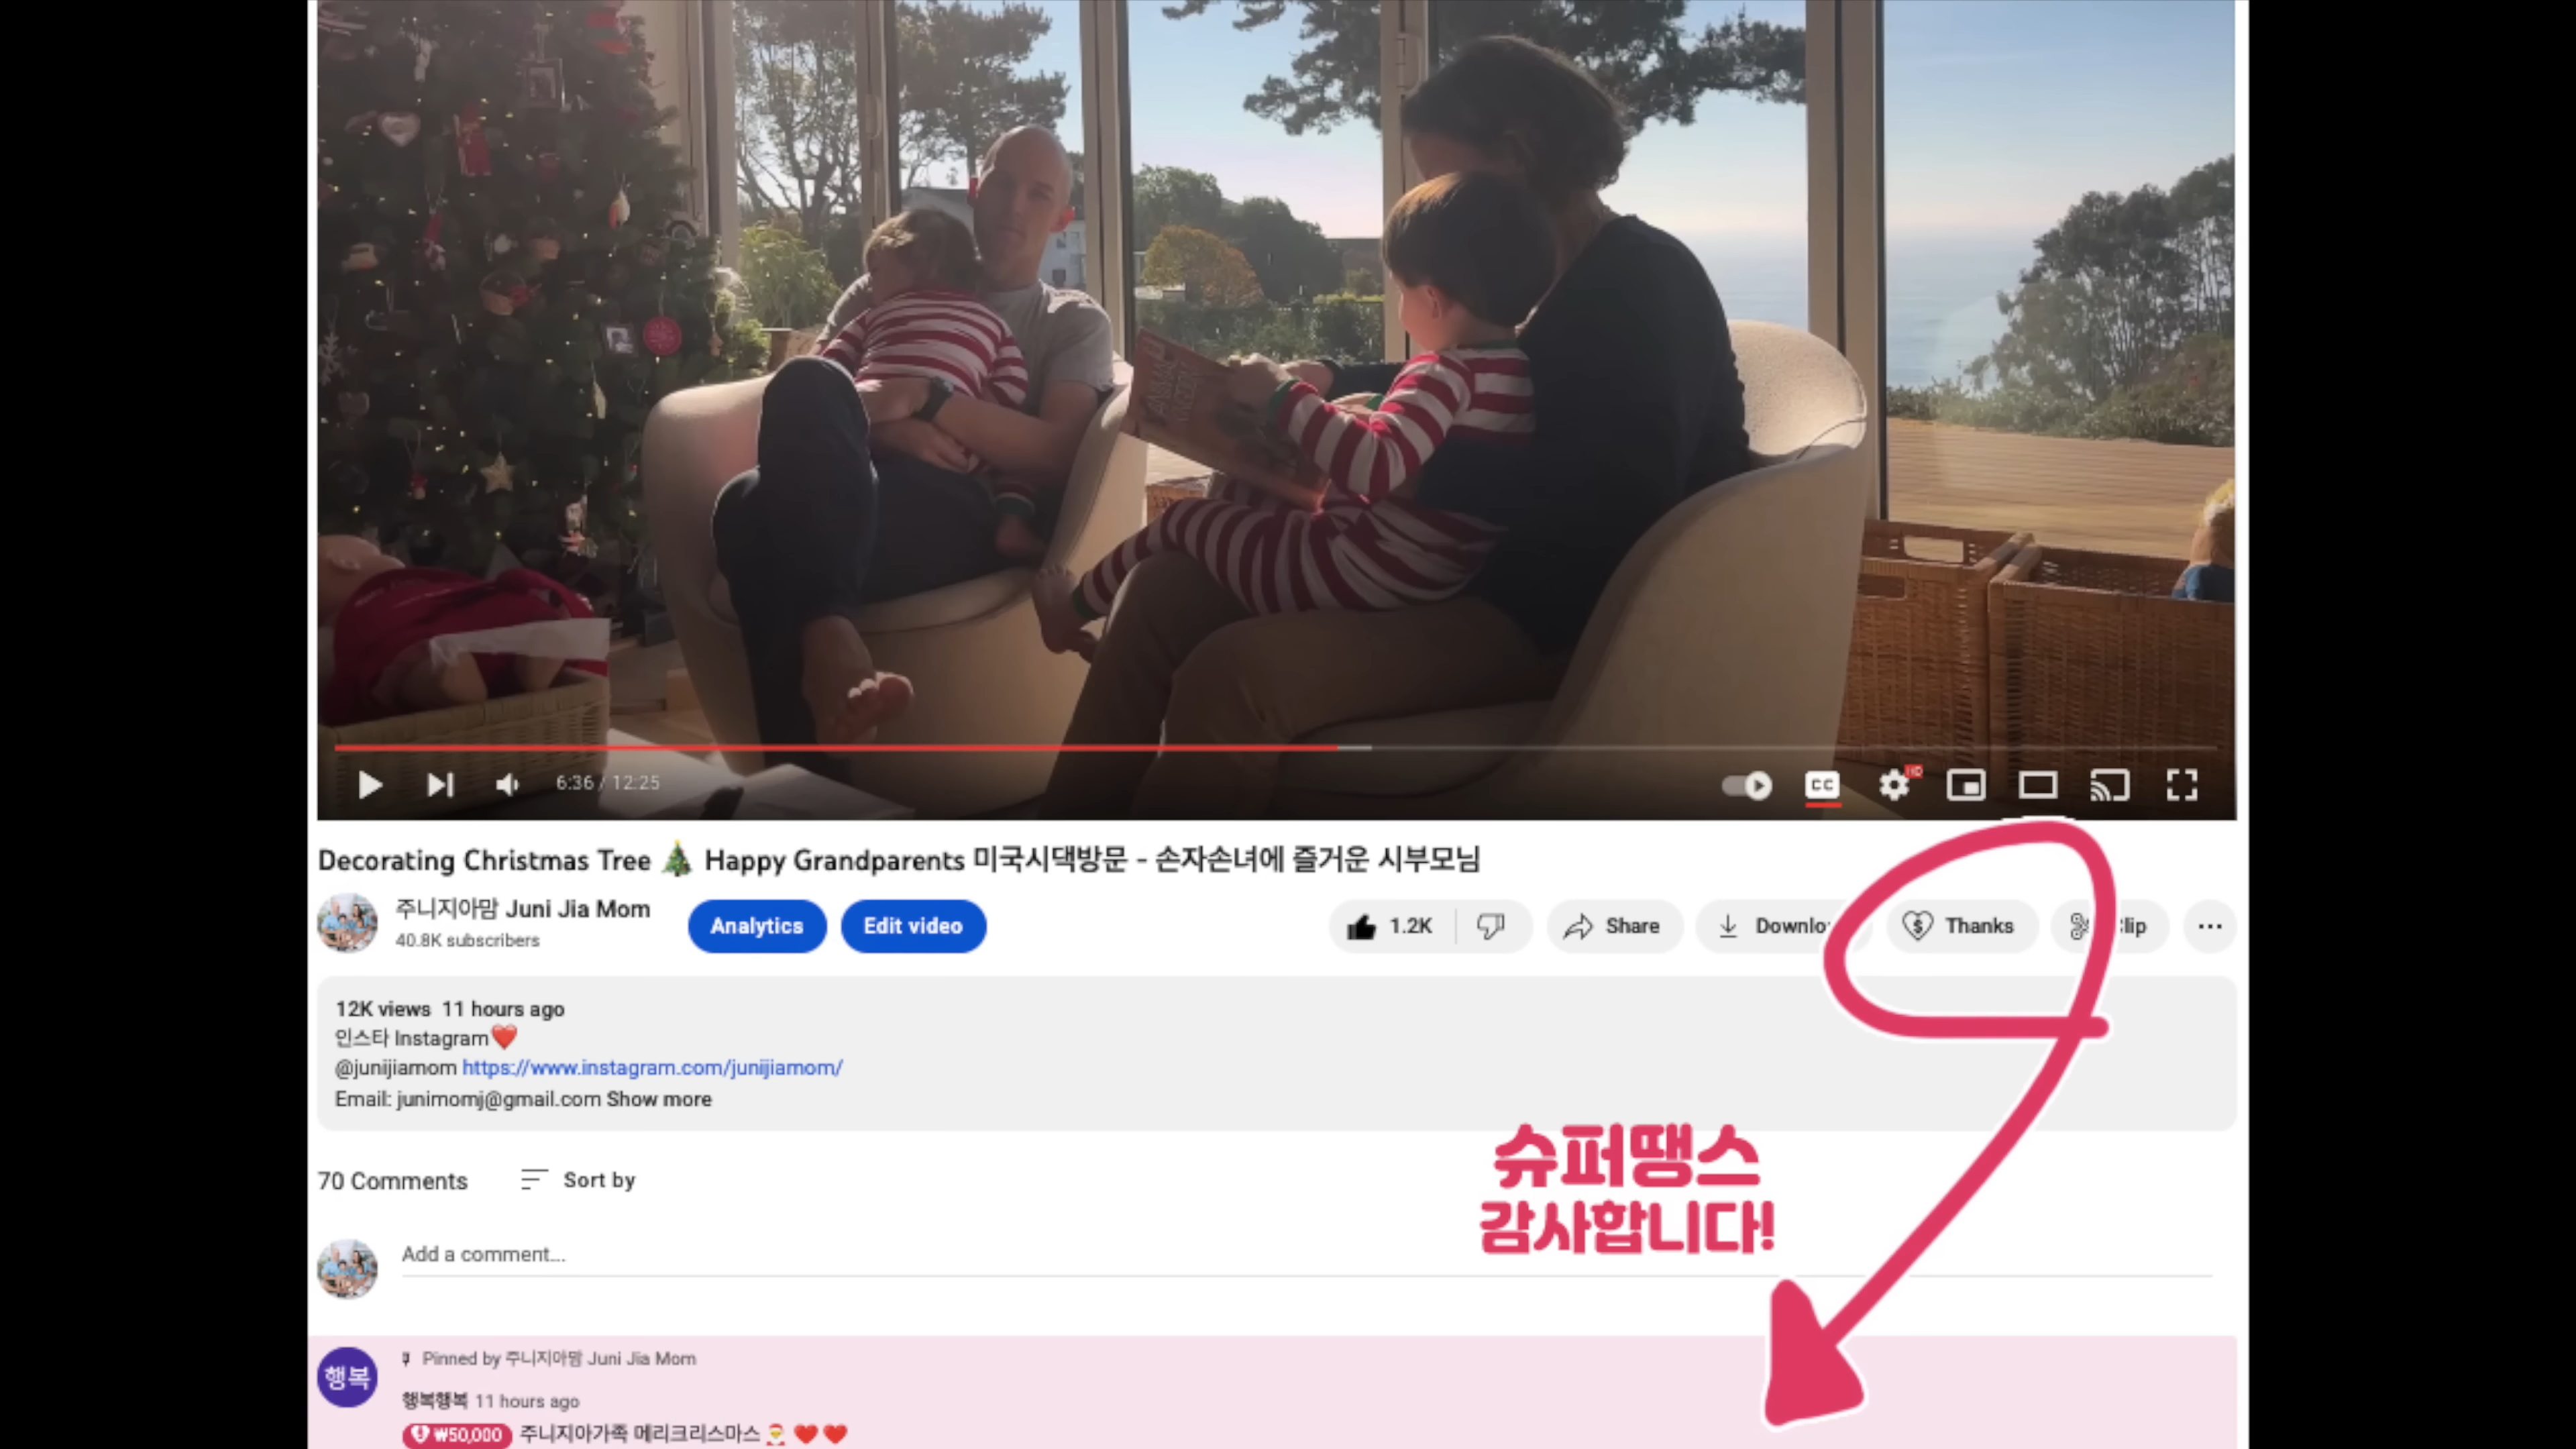 6:36 / 12:25
CC
HD
Decorating Christmas Tree 🎄 Happy Grandparents 미국시댁방문 - 손자손녀에 즐거운 시부모님
주니지아맘 Juni Jia Mom
40.8K subscribers
Analytics
Edit video
1.2K
Share
Downlo
Thanks
lip
12K views 11 hours ago
인스타 Instagram❤️
@junijiamom https://www.instagram.com/junijiamom/
Email: junimomj@gmail.com Show more
슈퍼땡스
감사합니다!
70 Comments
Sort by
Add a comment...
행복
Pinned by 주니지아맘 Juni Jia Mom
행복행복 11 hours ago
₩50,000 주니지아가족 메리크리스마스🎅❤️❤️